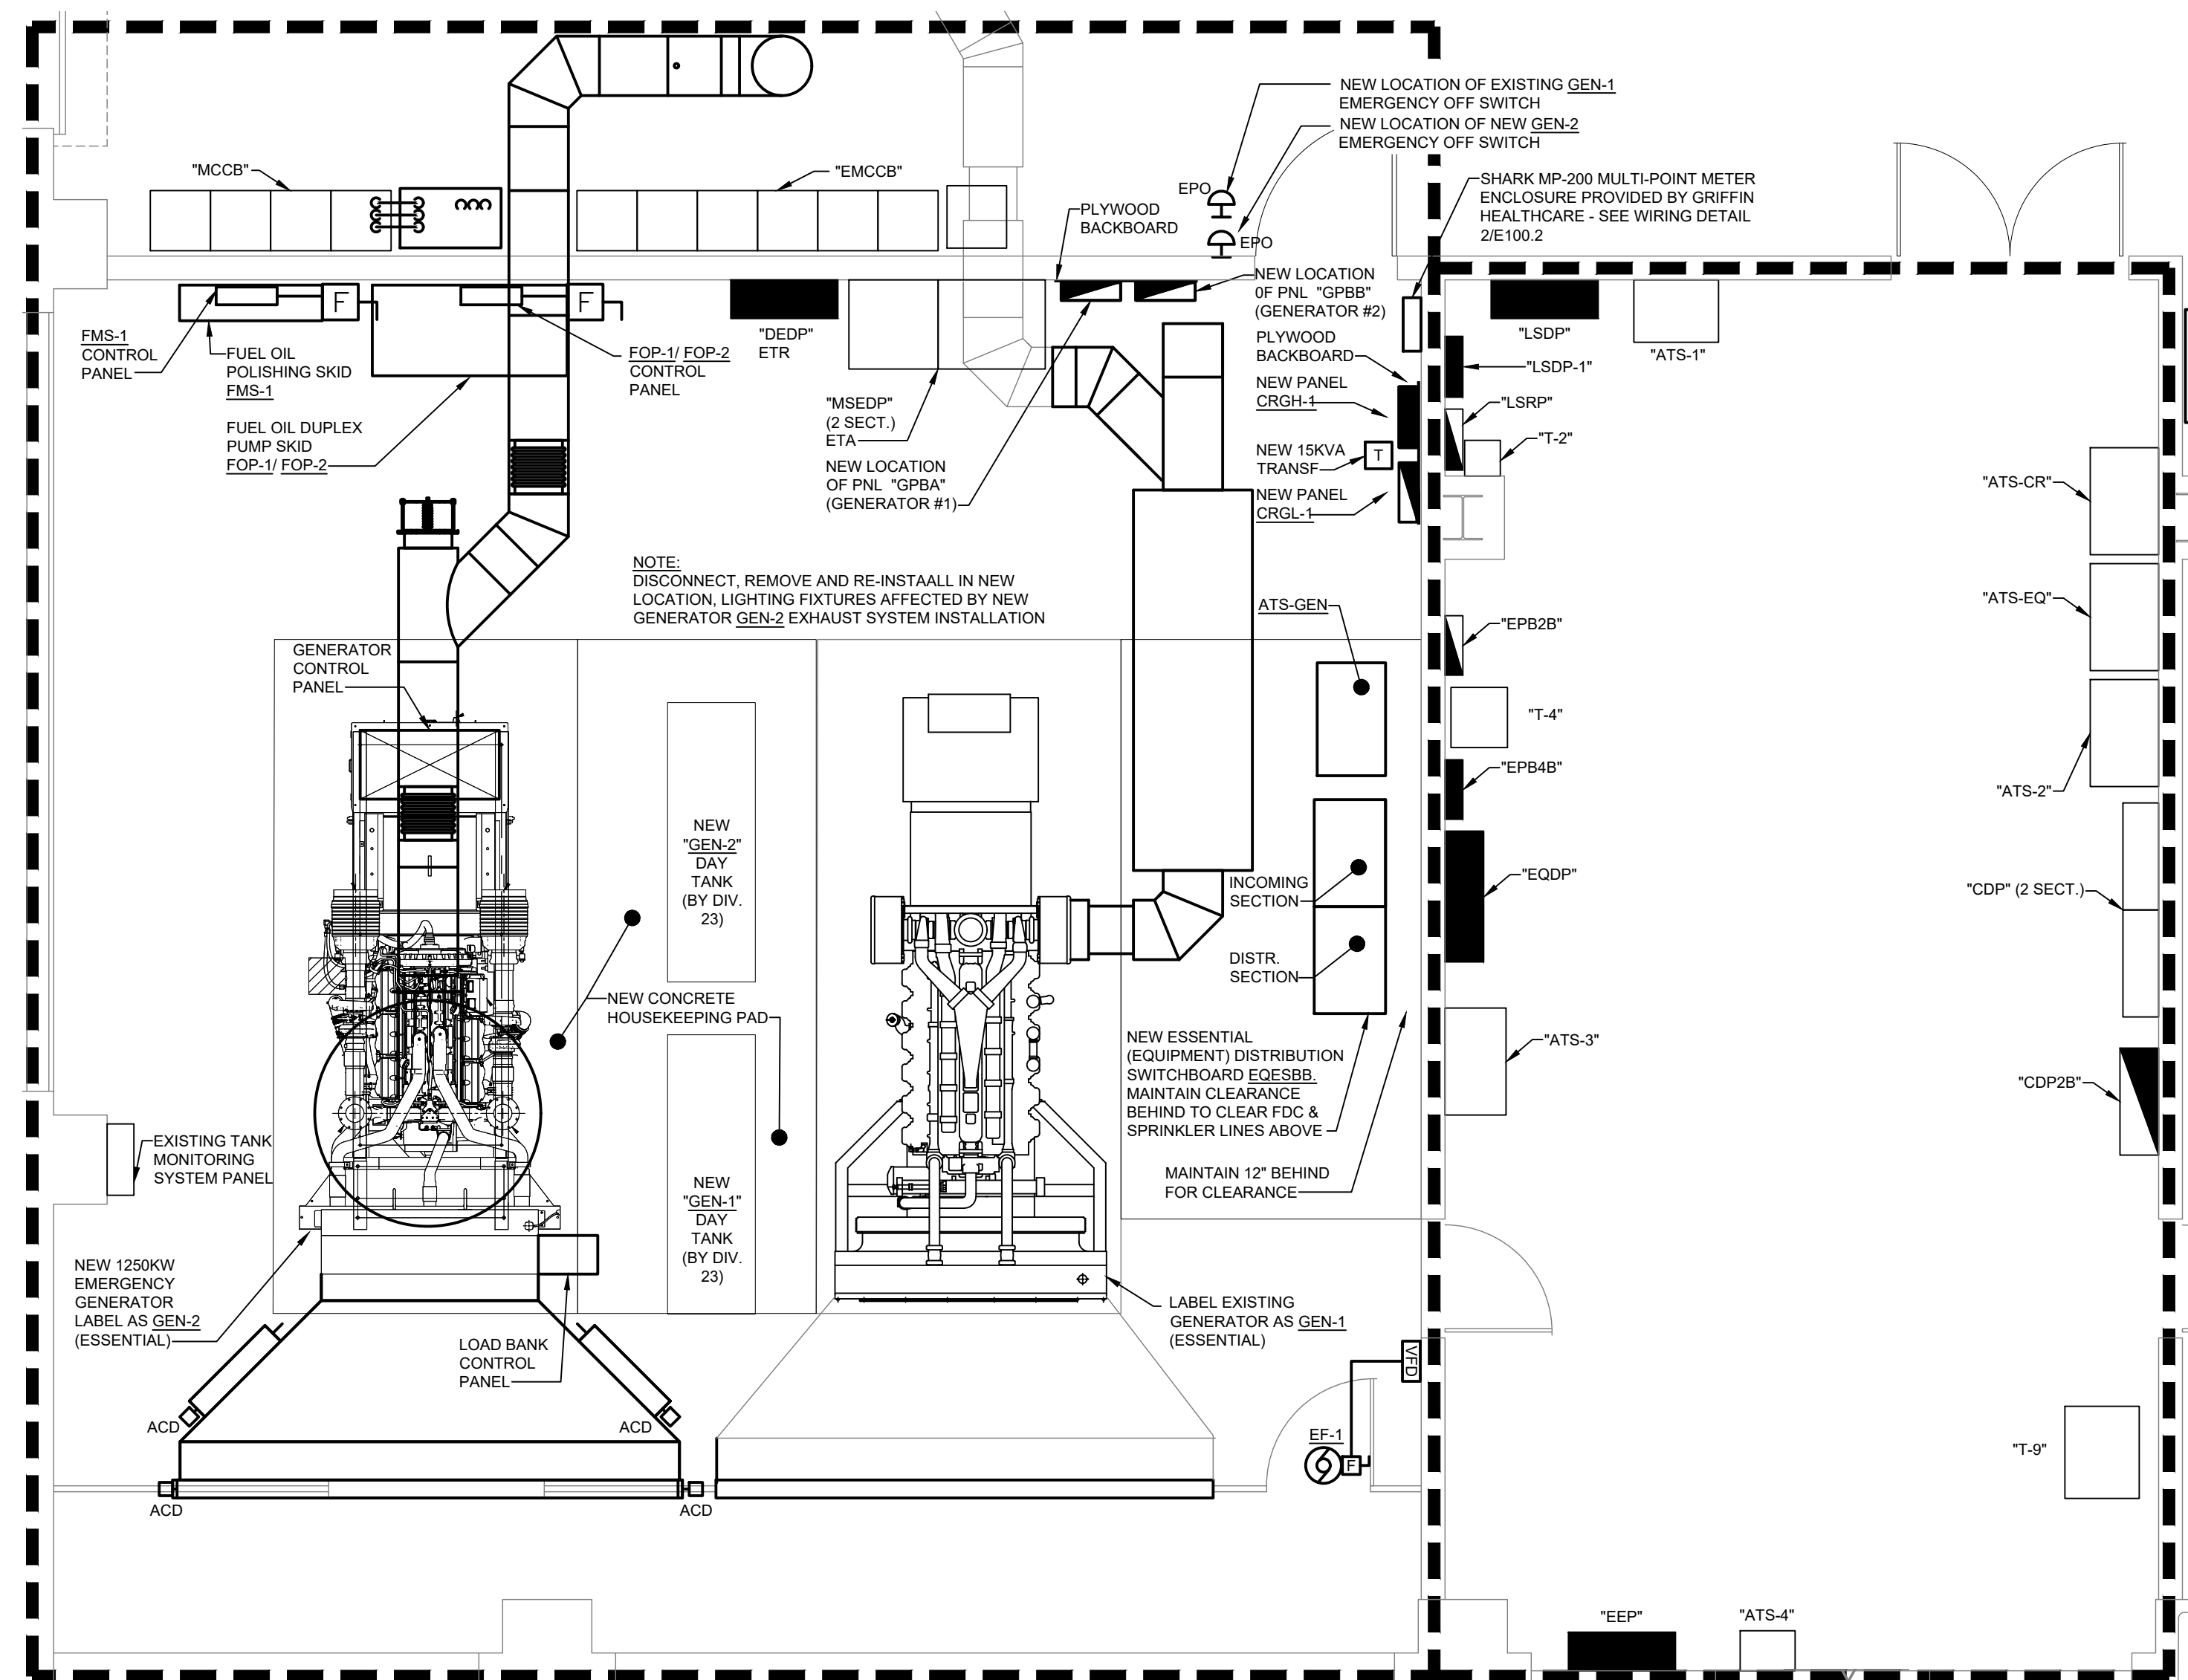 NEW LOCATION OF EXISTING GEN-1
EMERGENCY OFF SWITCH
NEW LOCATION OF NEW GEN-2
EMERGENCY OFF SWITCH
"MCCB"
"EMCCB"
EPO
EPO
PLYWOOD
BACKBOARD
SHARK MP-200 MULTI-POINT METER
ENCLOSURE PROVIDED BY GRIFFIN
HEALTHCARE - SEE WIRING DETAIL
2/E100.2
NEW LOCATION
0F PNL "GPBB"
(GENERATOR #2)
F
F
FMS-1
CONTROL
PANEL
FUEL OIL
POLISHING SKID
FMS-1
FOP-1/ FOP-2
CONTROL
PANEL
"DEDP"
ETR
"MSEDP"
(2 SECT.)
ETA
FUEL OIL DUPLEX
PUMP SKID
FOP-1/ FOP-2
NEW LOCATION
OF PNL "GPBA"
(GENERATOR #1)
PLYWOOD
BACKBOARD
NEW PANEL
CRGH-1
NEW 15KVA
TRANSF
T
NEW PANEL
CRGL-1
"LSDP"
"ATS-1"
"LSDP-1"
"LSRP"
"T-2"
"ATS-CR"
"ATS-EQ"
"ATS-2"
"CDP" (2 SECT.)
"CDP2B"
NOTE:
DISCONNECT, REMOVE AND RE-INSTAALL IN NEW
LOCATION, LIGHTING FIXTURES AFFECTED BY NEW
GENERATOR GEN-2 EXHAUST SYSTEM INSTALLATION
ATS-GEN
"EPB2B"
"T-4"
"EPB4B"
"EQDP"
"ATS-3"
GENERATOR
CONTROL
PANEL
NEW
"GEN-2"
DAY
TANK
(BY DIV.
23)
INCOMING
SECTION
DISTR.
SECTION
NEW CONCRETE
HOUSEKEEPING PAD
NEW ESSENTIAL
(EQUIPMENT) DISTRIBUTION
SWITCHBOARD EQESBB.
MAINTAIN CLEARANCE
BEHIND TO CLEAR FDC &
SPRINKLER LINES ABOVE
MAINTAIN 12" BEHIND
FOR CLEARANCE
EXISTING TANK
MONITORING
SYSTEM PANEL
NEW
"GEN-1"
DAY
TANK
(BY DIV.
23)
NEW 1250KW
EMERGENCY
GENERATOR
LABEL AS GEN-2
(ESSENTIAL)
LOAD BANK
CONTROL
PANEL
LABEL EXISTING
GENERATOR AS GEN-1
(ESSENTIAL)
VFD
ACD
ACD
EF-1
F
ACD
ACD
"T-9"
"EEP"
"ATS-4"